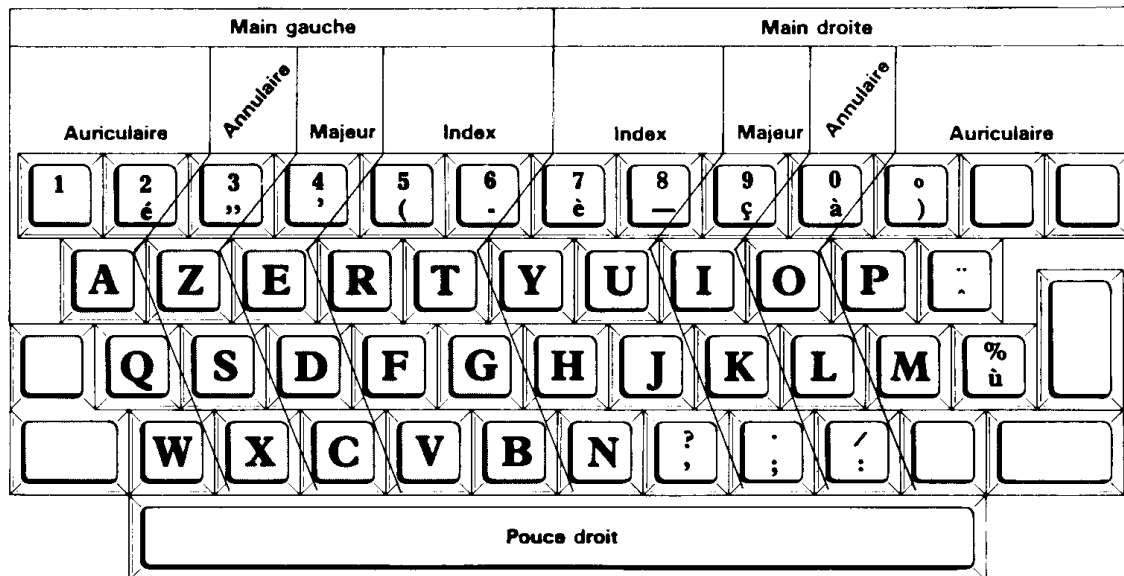 Main gauche Main droite
Auriculaire Annulaire Majeur Index Index Majeur Annulaire Auriculaire
1 2 3 4 5 6 7 8 9 0 °
é ,, ' ( - è — ç à )
A Z E R T Y U I O P ¨
^
Q S D F G H J K L M %
ù
W X C V B N ? . /
, ; :
Pouce droit